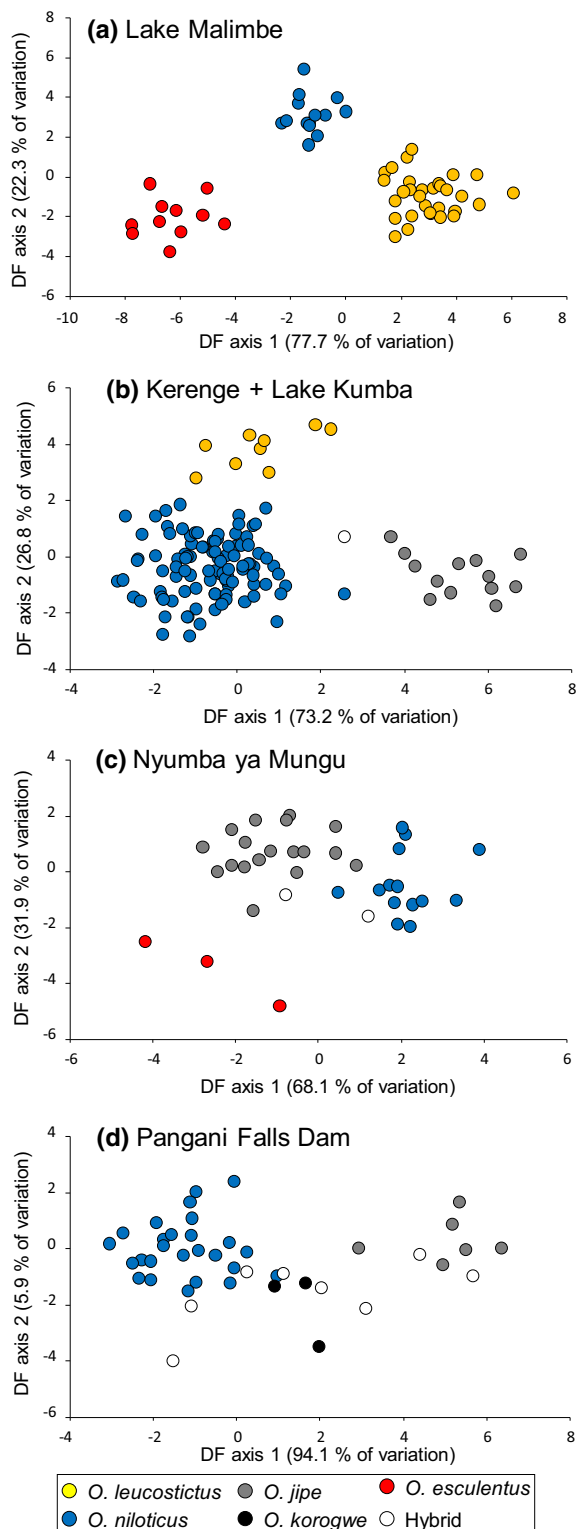 (a) Lake Malimbe
8
6
4
2
0
-2
-4
-6
-10 -8 -6 -4 -2 0 2 4 6 8
DF axis 2 (22.3 % of variation)
DF axis 1 (77.7 % of variation)
(b) Kerenge + Lake Kumba
6
4
2
0
-2
-4
-4 -2 0 2 4 6 8
DF axis 2 (26.8 % of variation)
DF axis 1 (73.2 % of variation)
(c) Nyumba ya Mungu
4
2
0
-2
-4
-6
-6 -4 -2 0 2 4 6
DF axis 2 (31.9 % of variation)
DF axis 1 (68.1 % of variation)
(d) Pangani Falls Dam
4
2
0
-2
-4
-6
-4 -2 0 2 4 6 8
DF axis 2 (5.9 % of variation)
DF axis 1 (94.1 % of variation)
O. leucostictus O. jipe O. esculentus
O. niloticus O. korogwe Hybrid